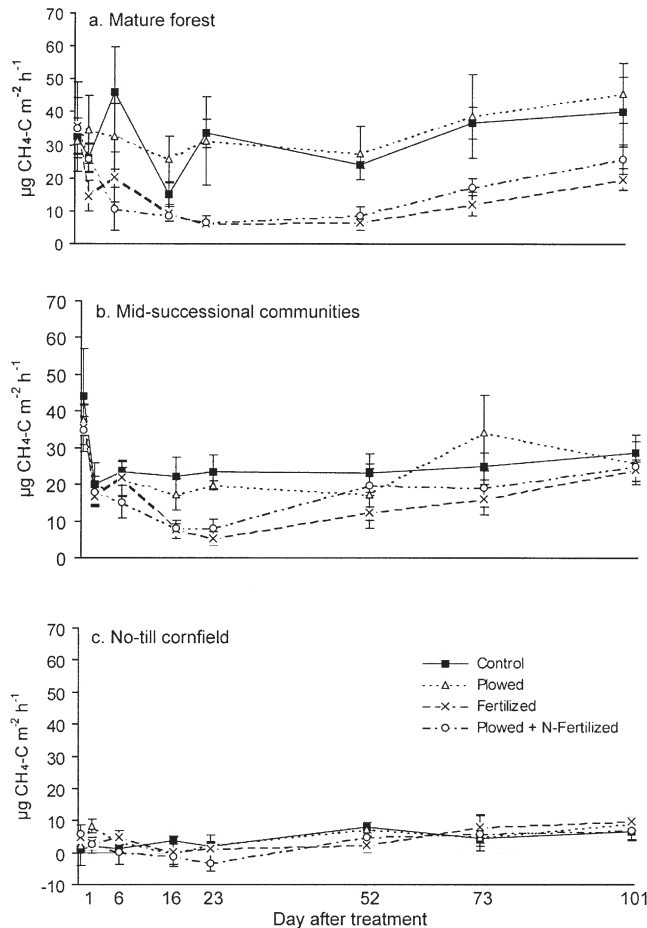 a. Mature forest
70
60
50
40
30
20
10
0
µg CH₄-C m⁻² h⁻¹
b. Mid-successional communities
70
60
50
40
30
20
10
0
µg CH₄-C m⁻² h⁻¹
c. No-till cornfield
70
60
50
40
30
20
10
0
-10
µg CH₄-C m⁻² h⁻¹
Control
Plowed
Fertilized
Plowed + N-Fertilized
1 6 16 23 52 73 101
Day after treatment